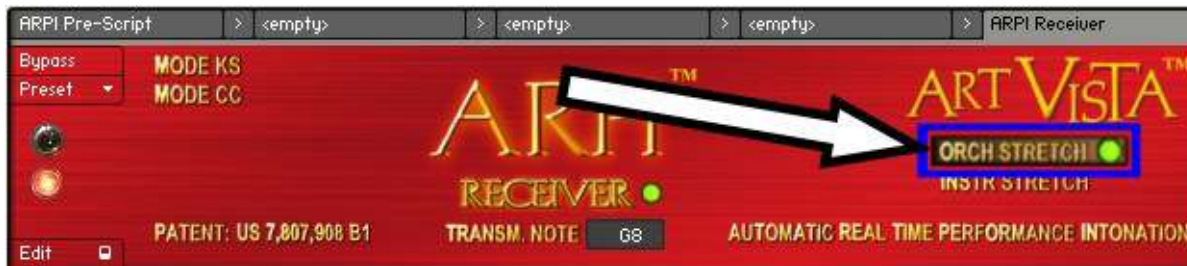 ARPI Pre-Script > <empty> > <empty> > <empty> > ARPI Receiver
Bypass
Preset
MODE KS
MODE CC
ARPI ™
RECEIVER
ART VISTA ™
ORCH STRETCH
INSTR STRETCH
PATENT: US 7,807,908 B1
TRANSM. NOTE G8
AUTOMATIC REAL TIME PERFORMANCE INTONATION
Edit